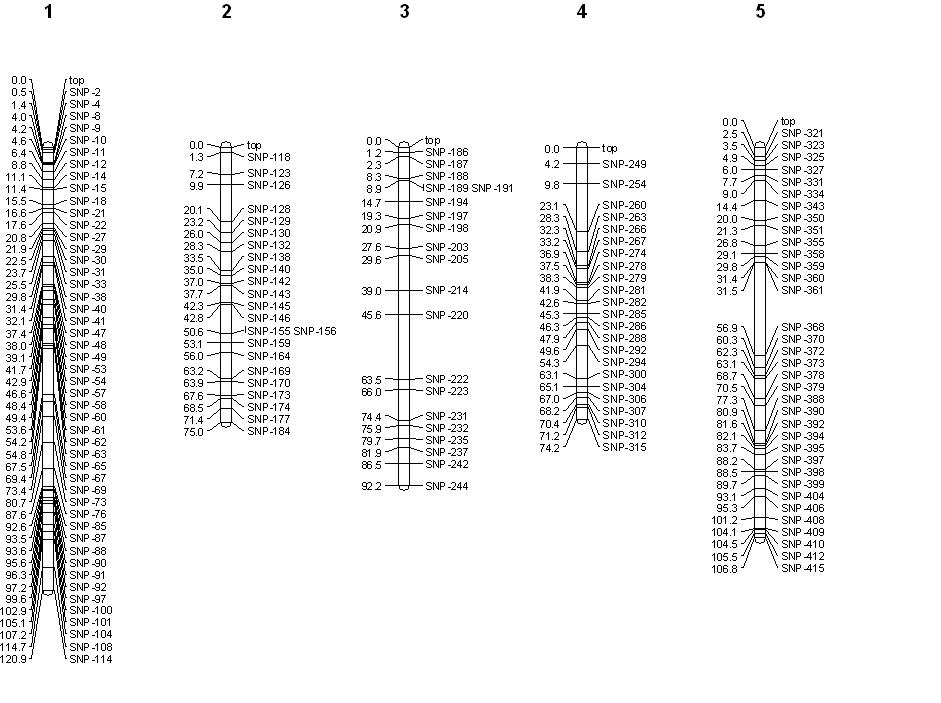 1
0.0 top
0.5 SNP-2
1.4 SNP-4
4.0 SNP-8
4.2 SNP-9
4.6 SNP-10
6.4 SNP-11
8.8 SNP-12
11.1 SNP-14
11.4 SNP-15
15.5 SNP-18
16.6 SNP-21
17.6 SNP-22
20.8 SNP-27
21.9 SNP-29
22.5 SNP-30
23.7 SNP-31
25.5 SNP-33
29.8 SNP-38
31.4 SNP-40
32.1 SNP-41
37.4 SNP-47
38.0 SNP-48
39.1 SNP-49
41.7 SNP-53
42.9 SNP-54
46.6 SNP-57
48.4 SNP-58
49.4 SNP-60
53.6 SNP-61
54.2 SNP-62
54.8 SNP-63
67.5 SNP-65
69.4 SNP-67
73.4 SNP-69
80.7 SNP-73
87.6 SNP-76
92.6 SNP-85
93.5 SNP-87
93.6 SNP-88
95.6 SNP-90
96.3 SNP-91
97.2 SNP-92
99.6 SNP-97
102.9 SNP-100
105.1 SNP-101
107.2 SNP-104
114.7 SNP-108
120.9 SNP-114
2
0.0 top
1.3 SNP-118
7.2 SNP-123
9.9 SNP-126
20.1 SNP-128
23.2 SNP-129
26.0 SNP-130
28.3 SNP-132
33.5 SNP-138
35.0 SNP-140
37.0 SNP-142
37.7 SNP-143
42.3 SNP-145
42.8 SNP-146
50.6 SNP-155 SNP-156
53.1 SNP-159
56.0 SNP-164
63.2 SNP-169
63.9 SNP-170
67.6 SNP-173
68.5 SNP-174
71.4 SNP-177
75.0 SNP-184
3
0.0 top
1.2 SNP-186
2.3 SNP-187
8.3 SNP-188
8.9 SNP-189 SNP-191
14.7 SNP-194
19.3 SNP-197
20.9 SNP-198
27.6 SNP-203
29.6 SNP-205
39.0 SNP-214
45.6 SNP-220
63.5 SNP-222
66.0 SNP-223
74.4 SNP-231
75.9 SNP-232
79.7 SNP-235
81.9 SNP-237
86.5 SNP-242
92.2 SNP-244
4
0.0 top
4.2 SNP-249
9.8 SNP-254
23.1 SNP-260
28.3 SNP-263
32.3 SNP-266
33.2 SNP-267
36.9 SNP-274
37.5 SNP-278
38.3 SNP-279
41.9 SNP-281
42.6 SNP-282
45.3 SNP-285
46.3 SNP-286
47.9 SNP-288
49.6 SNP-292
54.3 SNP-294
63.1 SNP-300
65.1 SNP-304
67.0 SNP-306
68.2 SNP-307
70.4 SNP-310
71.2 SNP-312
74.2 SNP-315
5
0.0 top
2.5 SNP-321
3.5 SNP-323
4.9 SNP-325
6.0 SNP-327
7.7 SNP-331
9.0 SNP-334
14.4 SNP-343
20.0 SNP-350
21.3 SNP-351
26.8 SNP-355
29.1 SNP-358
29.8 SNP-359
31.4 SNP-360
31.5 SNP-361
56.9 SNP-368
60.3 SNP-370
62.3 SNP-372
63.1 SNP-373
68.7 SNP-378
70.5 SNP-379
77.3 SNP-388
80.9 SNP-390
81.6 SNP-392
82.1 SNP-394
83.7 SNP-395
88.2 SNP-397
88.5 SNP-398
89.7 SNP-399
93.1 SNP-404
95.3 SNP-406
101.2 SNP-408
104.1 SNP-409
104.5 SNP-410
105.5 SNP-412
106.8 SNP-415